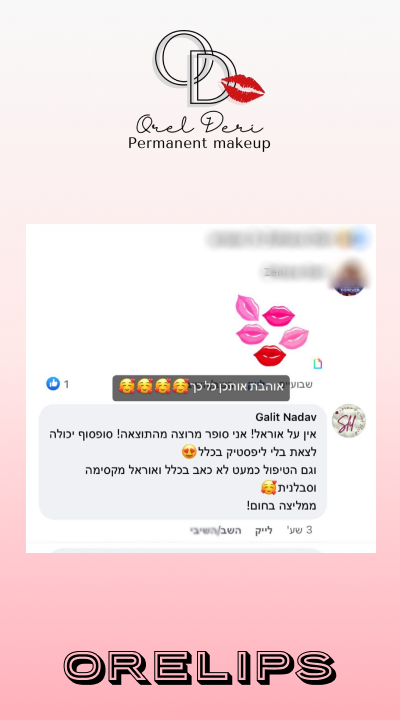 OD
Orel Deri
Permanent makeup
1
שבועיי
אוהבת אותכן כל כך🥰🥰🥰🥰
Galit Nadav
אין על אוראל! אני סופר מרוצה מהתוצאה! סופסוף יכולה
לצאת בלי ליפסטיק בכלל😍
וגם הטיפול כמעט לא כאב בכלל ואוראל מקסימה
וסבלנית🥰
ממליצה בחום!
3 שע' לייק השב/השיבי
SH
ORELIPS